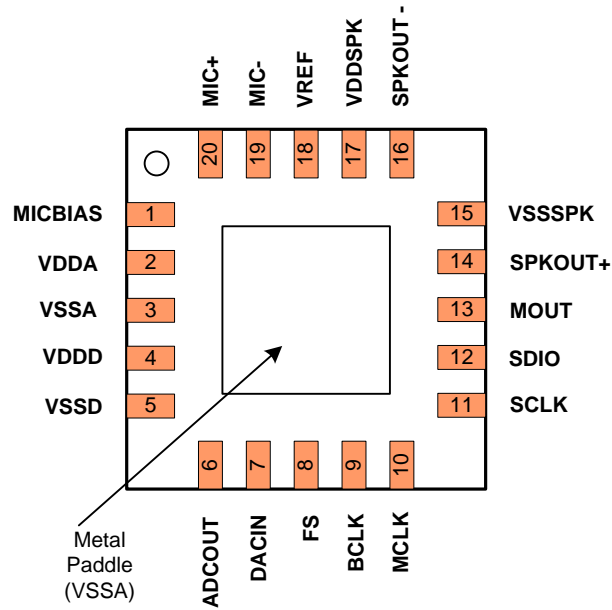 MIC+
MIC-
VREF
VDDSPK
SPKOUT -
20
19
18
17
16
MICBIAS
1
VDDA
2
VSSA
3
VDDD
4
VSSD
5
15
VSSSPK
14
SPKOUT+
13
MOUT
12
SDIO
11
SCLK
6
7
8
9
10
ADCOUT
DACIN
FS
BCLK
MCLK
Metal
Paddle
(VSSA)